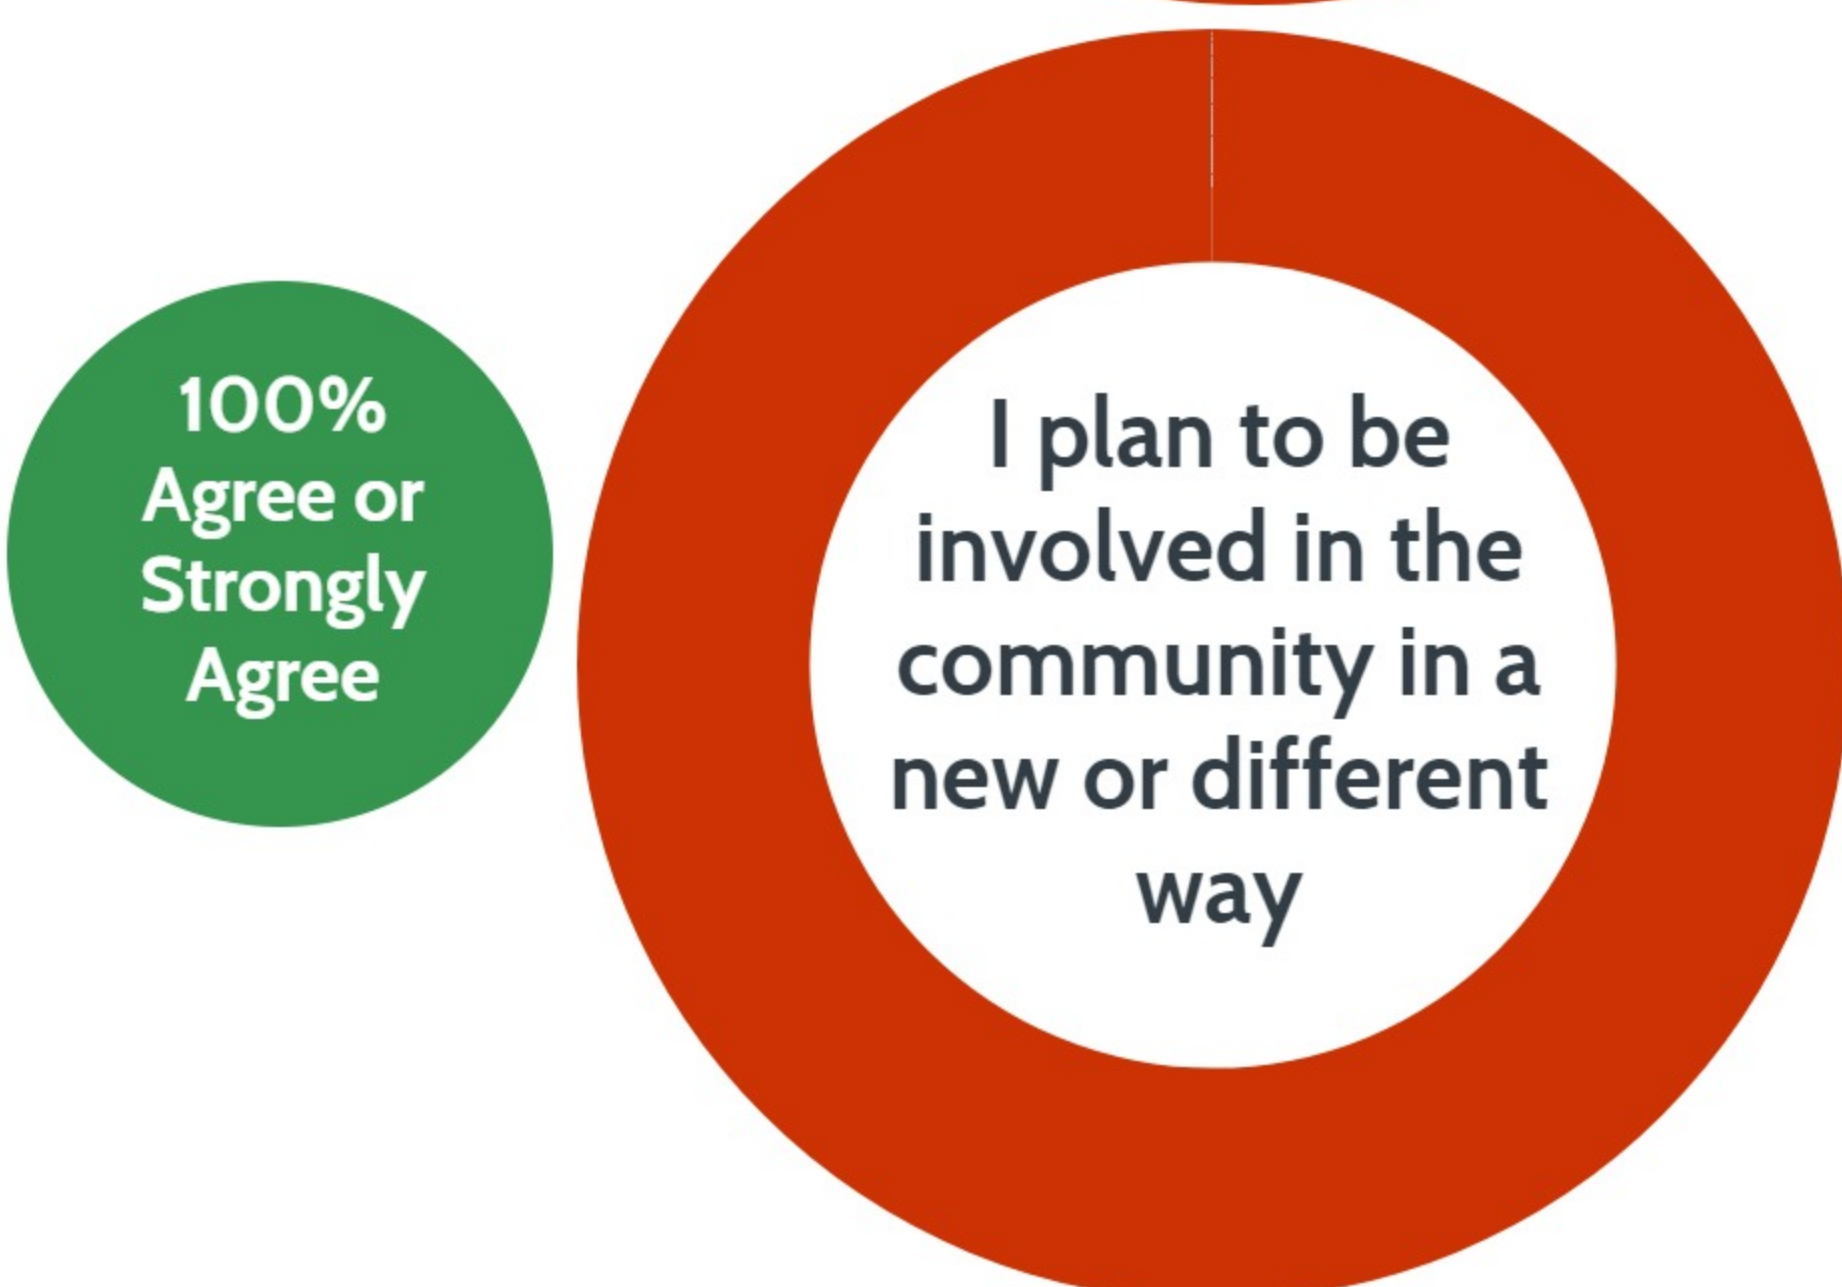 100%
Agree or
Strongly
Agree
I plan to be
involved in the
community in a
new or different
way